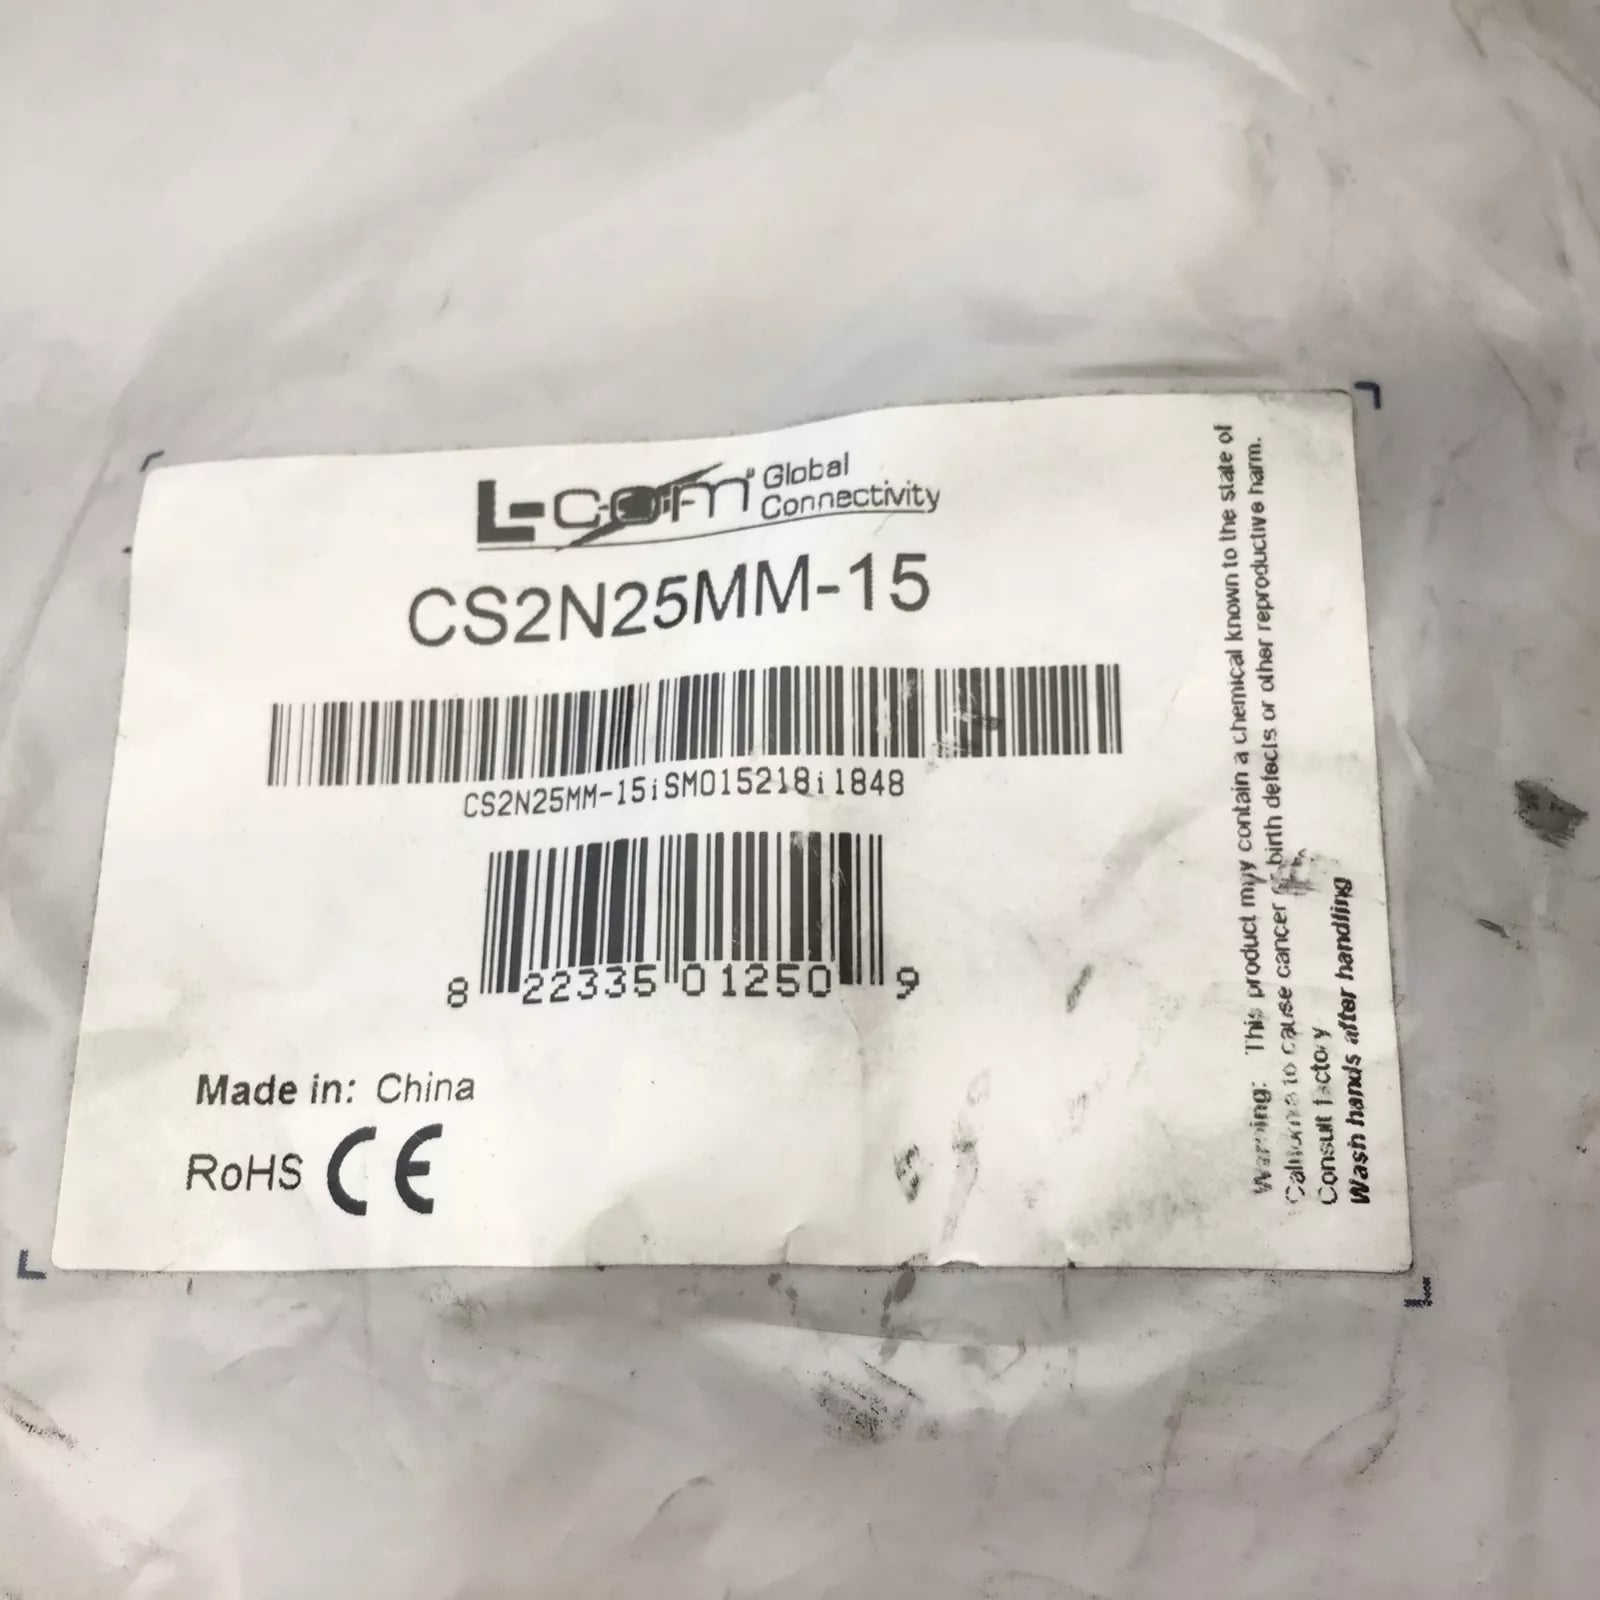 L-com® Global Connectivity
CS2N25MM-15
CS2N25MM-15iSM015218i1848
8 22335 01250 9
Made in: China
RoHS CE
Warning: This product may contain a chemical known to the state of
California to cause cancer or birth defects or other reproductive harm.
Consult factory
Wash hands after handling